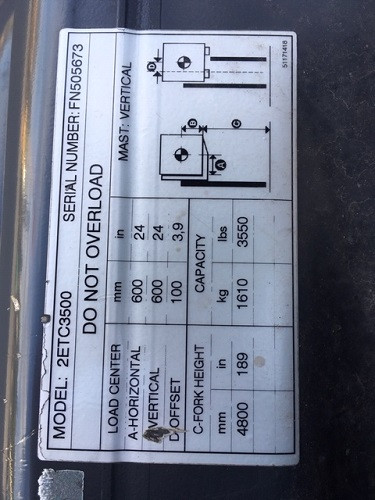 MODEL: 2ETC3500 SERIAL NUMBER: FN505673
DO NOT OVERLOAD
LOAD CENTER mm in MAST: VERTICAL
A-HORIZONTAL 600 24
VERTICAL 600 24
D-OFFSET 100 3.9
C-FORK HEIGHT CAPACITY
mm in kg lbs
4800 189 1610 3550
A
B
C
D
51171418